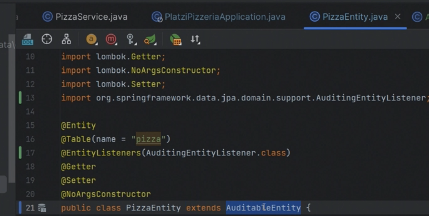 PizzaService.java
PlatziPizzeriaApplication.java
PizzaEntity.java
10 import lombok.Getter;
11 import lombok.NoArgsConstructor;
12 import lombok.Setter;
13 import org.springframework.data.jpa.domain.support.AuditingEntityListener;
14
15 @Entity
16 @Table(name = "pizza")
17 @EntityListeners(AuditingEntityListener.class)
18 @Getter
19 @Setter
20 @NoArgsConstructor
21 public class PizzaEntity extends AuditableEntity {